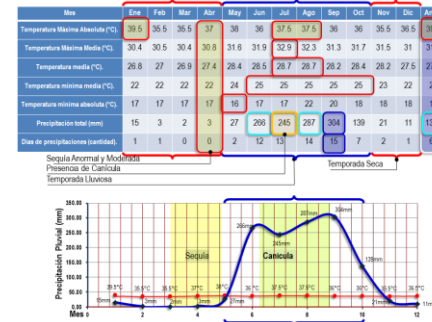 Mes Ene Feb Mar Abr May Jun Jul Ago Sep Oct Nov Dic
Temperatura Máxima Absoluta (°C). 39.5 35.5 35.5 37 38 36 37.5 37.5 36 36 35.5 36.5
Temperatura Máxima Media (°C). 30.4 30.5 30.4 30.8 31.6 31.9 32.9 32.3 31.3 31.7 31.5 31
Temperatura media (°C). 26.8 27 26.9 27.4 28.4 28.5 28.7 28.7 28.2 28.4 28.2 27.5
Temperatura mínima media (°C). 22 22 22 22 24 25 25 25 25 25 23 22
Temperatura mínima absoluta (°C). 17 17 17 17 16 17 17 22 20 18 18 18
Precipitación total (mm) 15 3 2 3 27 266 245 287 304 139 21 11
Días de precipitaciones (cantidad). 1 1 0 0 2 12 13 14 15 7 2
Sequía Anormal y Moderada
Presencia de Canícula
Temporada Lluviosa
Temporada Seca
Precipitación Pluvial (mm)
350.00
300.00
250.00
200.00
150.00
100.00
50.00
0.00
Sequía
Canícula
266mm
245mm
287mm
304mm
139mm
15mm
3mm
2mm
3mm
27mm
21mm
11mm
39.5°C 35.5°C 35.5°C 37°C 38°C 36°C 37.5°C 37.5°C 36°C 36°C 35.5°C 36.5°C
Mes 0 2 4 6 8 10 12